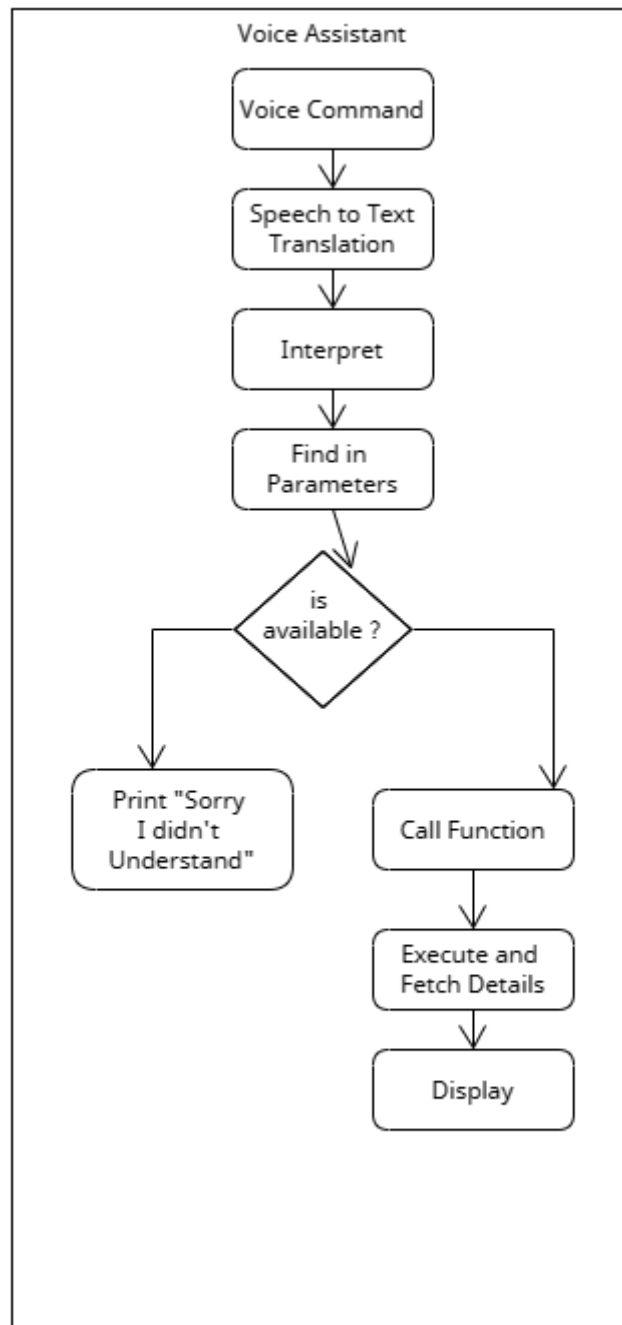 Voice Assistant
Voice Command
Speech to Text
Translation
Interpret
Find in
Parameters
is
available ?
Print "Sorry
I didn't
Understand"
Call Function
Execute and
Fetch Details
Display